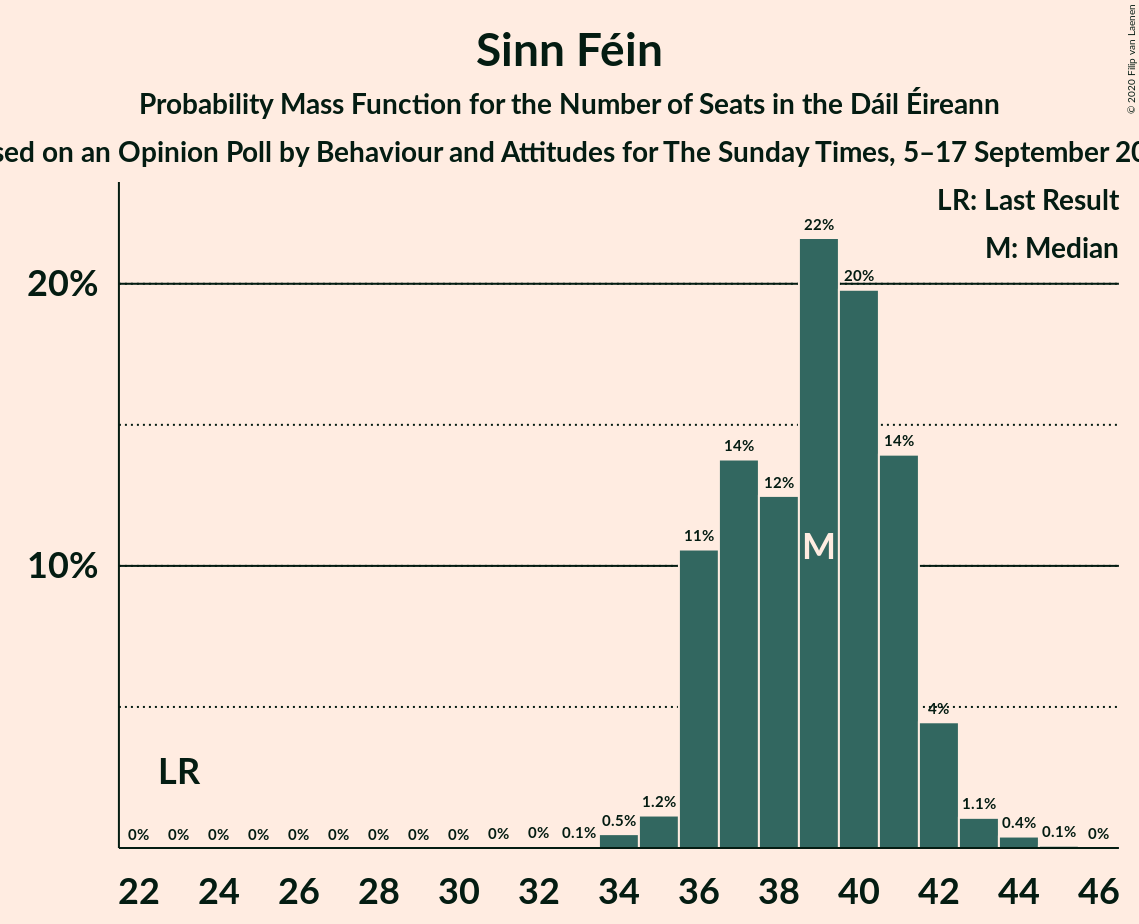 Sinn Féin
Probability Mass Function for the Number of Seats in the Dáil Éireann
on an Opinion Poll by Behaviour and Attitudes for The Sunday Times, 5–17 September
© 2020 Filip van Laenen
LR: Last Result
M: Median
20%
10%
22%
20%
14%
14%
12%
11%
M
4%
LR
0% 0% 0% 0% 0% 0% 0% 0% 0% 0% 0% 0.1% 0.5% 1.2% 1.1% 0.4% 0.1% 0%
22 24 26 28 30 32 34 36 38 40 42 44 46